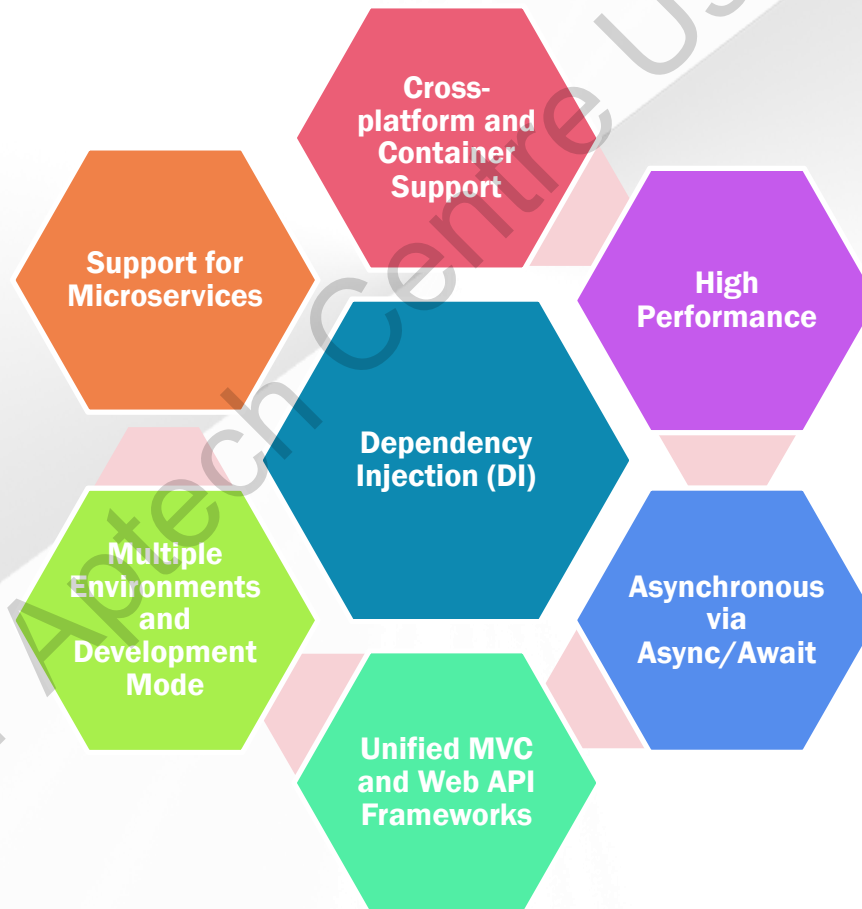 Cross-
platform and
Container
Support
Support for
Microservices
High
Performance
Dependency
Injection (DI)
Multiple
Environments
and
Development
Mode
Asynchronous
via
Async/Await
Unified MVC
and Web API
Frameworks
Aptech Centre